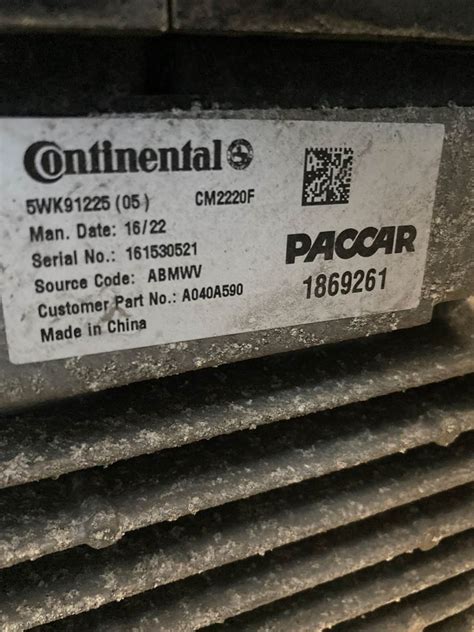 Continental
5WK91225 (05) CM2220F
Man. Date: 16/22
Serial No.: 161530521
Source Code: ABMWV
Customer Part No.: A040A590
Made in China
PACCAR
1869261